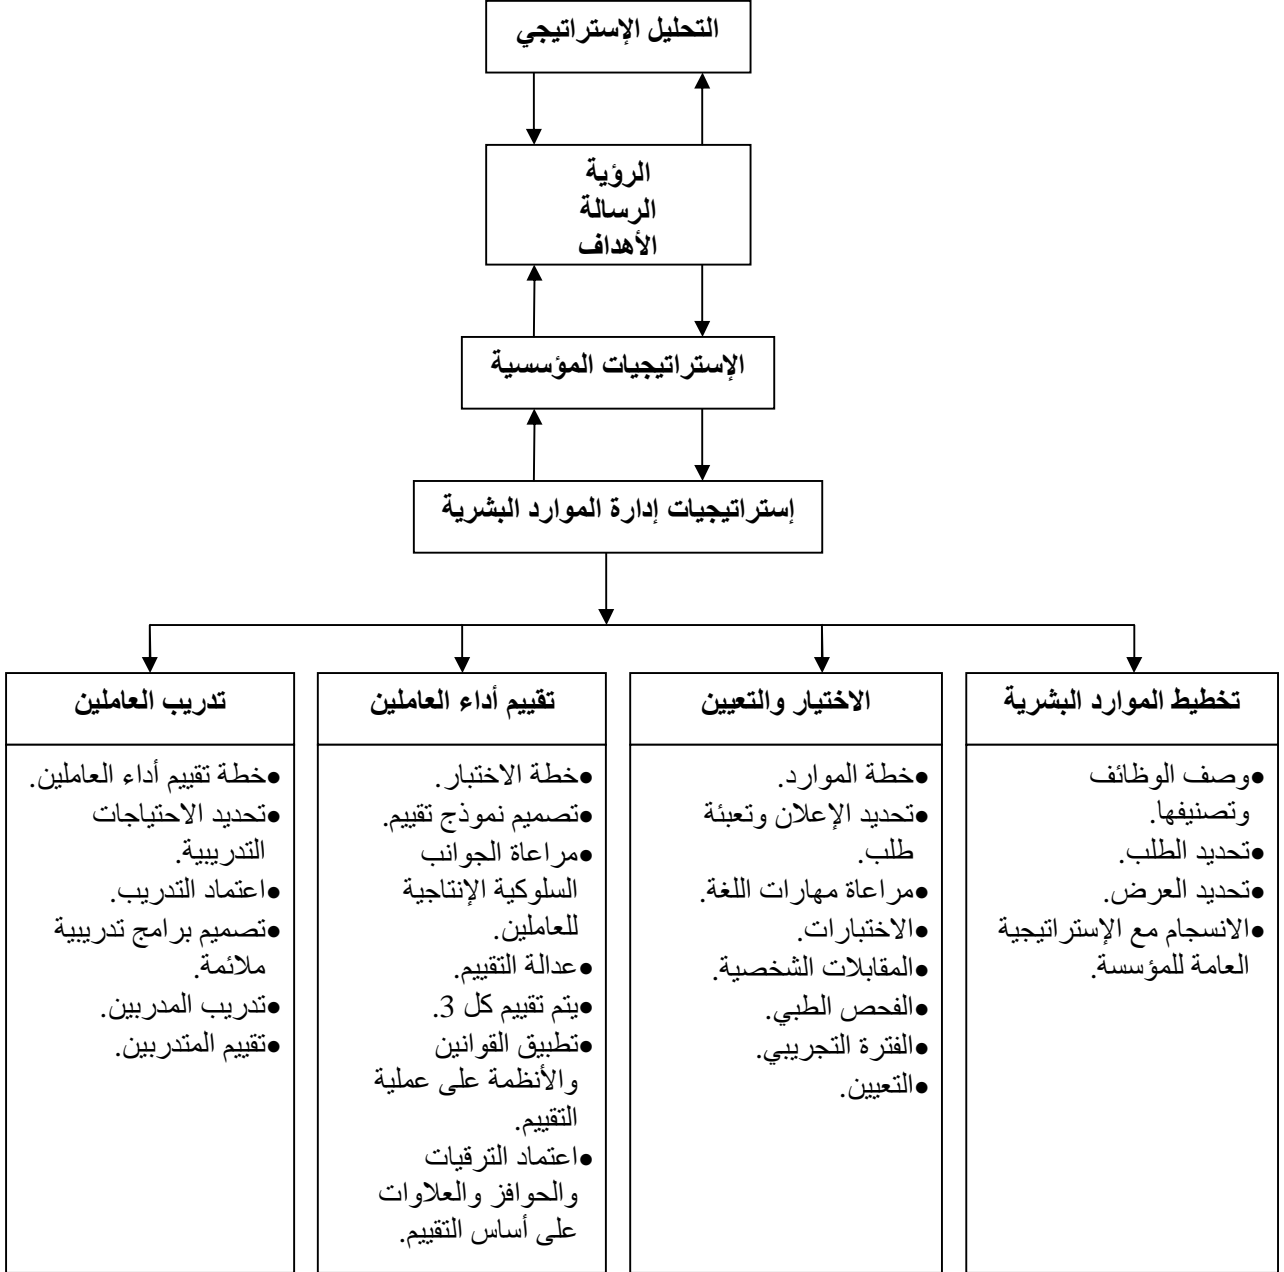 التحليل الإستراتيجي
الرؤية
الرسالة
الأهداف
الإستراتيجيات المؤسسية
إستراتيجيات إدارة الموارد البشرية
تخطيط الموارد البشرية
•وصف الوظائف
وتصنيفها.
•تحديد الطلب.
•تحديد العرض.
•الانسجام مع الإستراتيجية
العامة للمؤسسة.
الاختيار والتعيين
•خطة الموارد.
•تحديد الإعلان وتعبئة
طلب.
•مراعاة مهارات اللغة.
•الاختبارات.
•المقابلات الشخصية.
•الفحص الطبي.
•الفترة التجريبي.
•التعيين.
تقييم أداء العاملين
•خطة الاختبار.
•تصميم نموذج تقييم.
•مراعاة الجوانب
السلوكية الإنتاجية
للعاملين.
•عدالة التقييم.
•يتم تقييم كل 3.
•تطبيق القوانين
والأنظمة على عملية
التقييم.
•اعتماد الترقيات
والحوافز والعلاوات
على أساس التقييم.
تدريب العاملين
•خطة تقييم أداء العاملين.
•تحديد الاحتياجات
التدريبية.
•اعتماد التدريب.
•تصميم برامج تدريبية
ملائمة.
•تدريب المدربين.
•تقييم المتدربين.